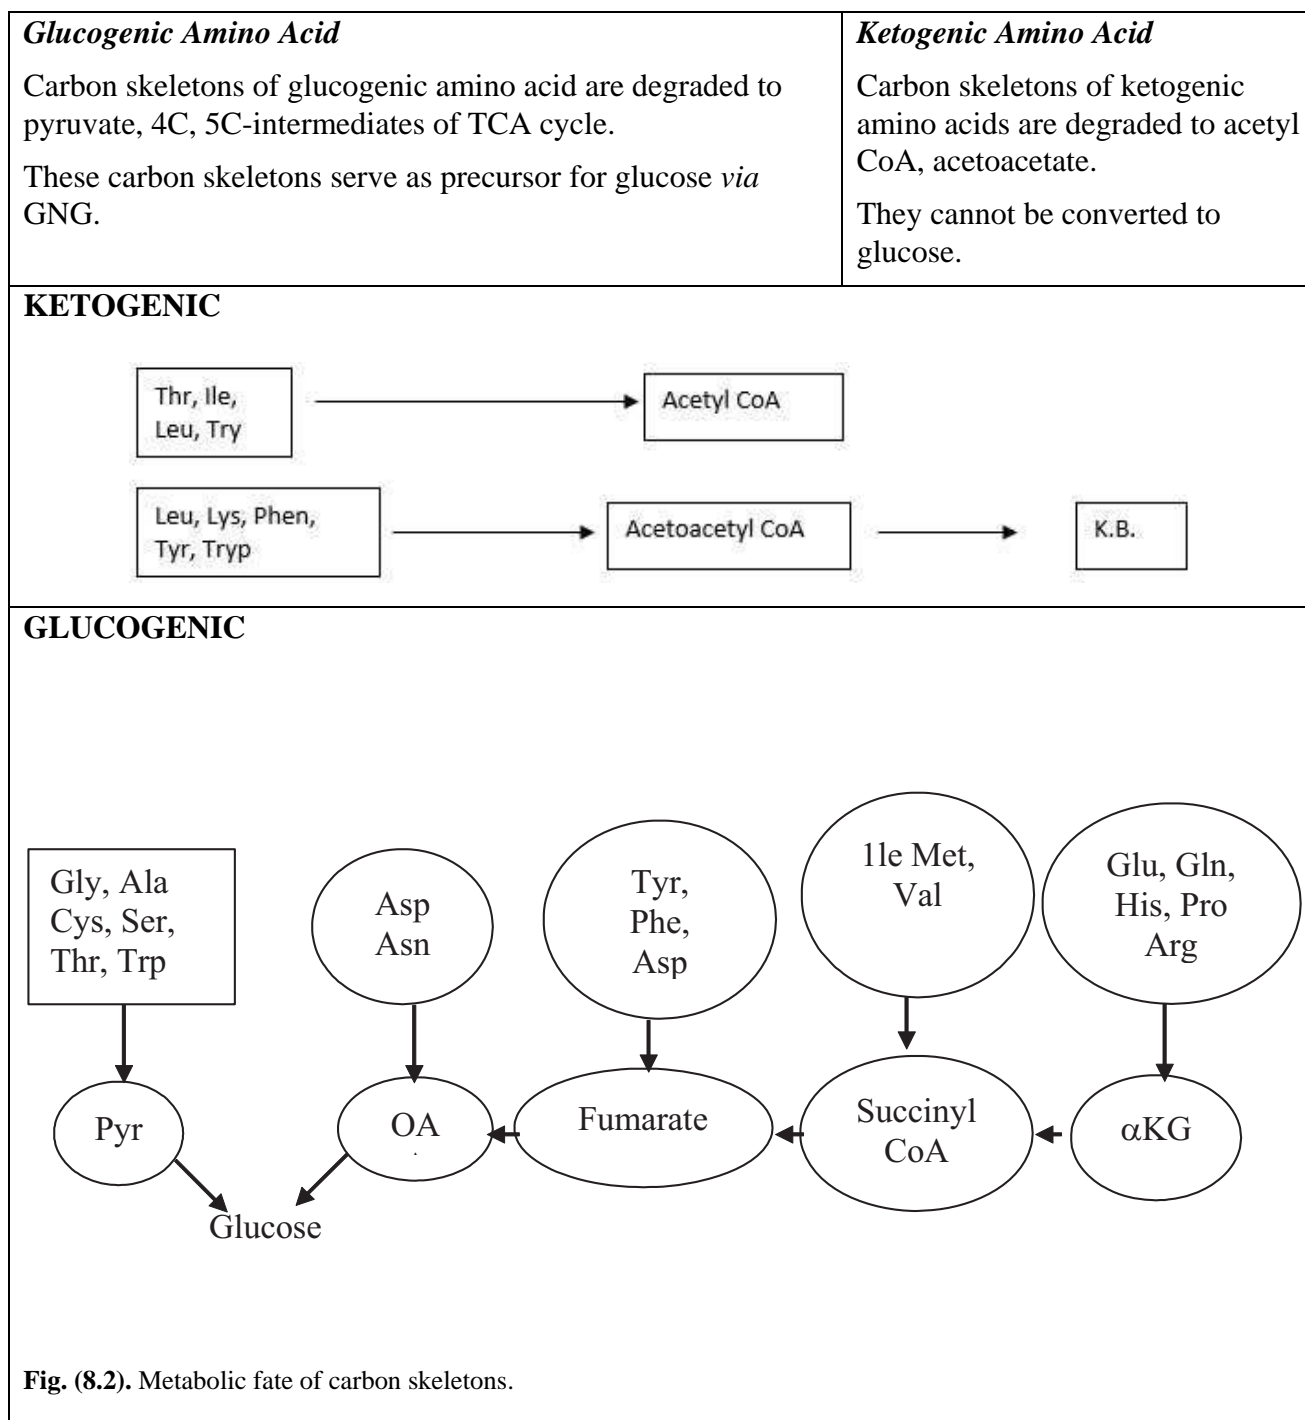 Glucogenic Amino Acid
Carbon skeletons of glucogenic amino acid are degraded to
pyruvate, 4C, 5C-intermediates of TCA cycle.
These carbon skeletons serve as precursor for glucose via
GNG.
Ketogenic Amino Acid
Carbon skeletons of ketogenic
amino acids are degraded to acetyl
CoA, acetoacetate.
They cannot be converted to
glucose.
KETOGENIC
Thr, Ile,
Leu, Try
Acetyl CoA
Leu, Lys, Phen,
Tyr, Tryp
Acetoacetyl CoA
K.B.
GLUCOGENIC
Gly, Ala
Cys, Ser,
Thr, Trp
Asp
Asn
Tyr,
Phe,
Asp
1le Met,
Val
Glu, Gln,
His, Pro
Arg
Pyr
OA
Fumarate
Succinyl
CoA
αKG
Glucose
Fig. (8.2). Metabolic fate of carbon skeletons.